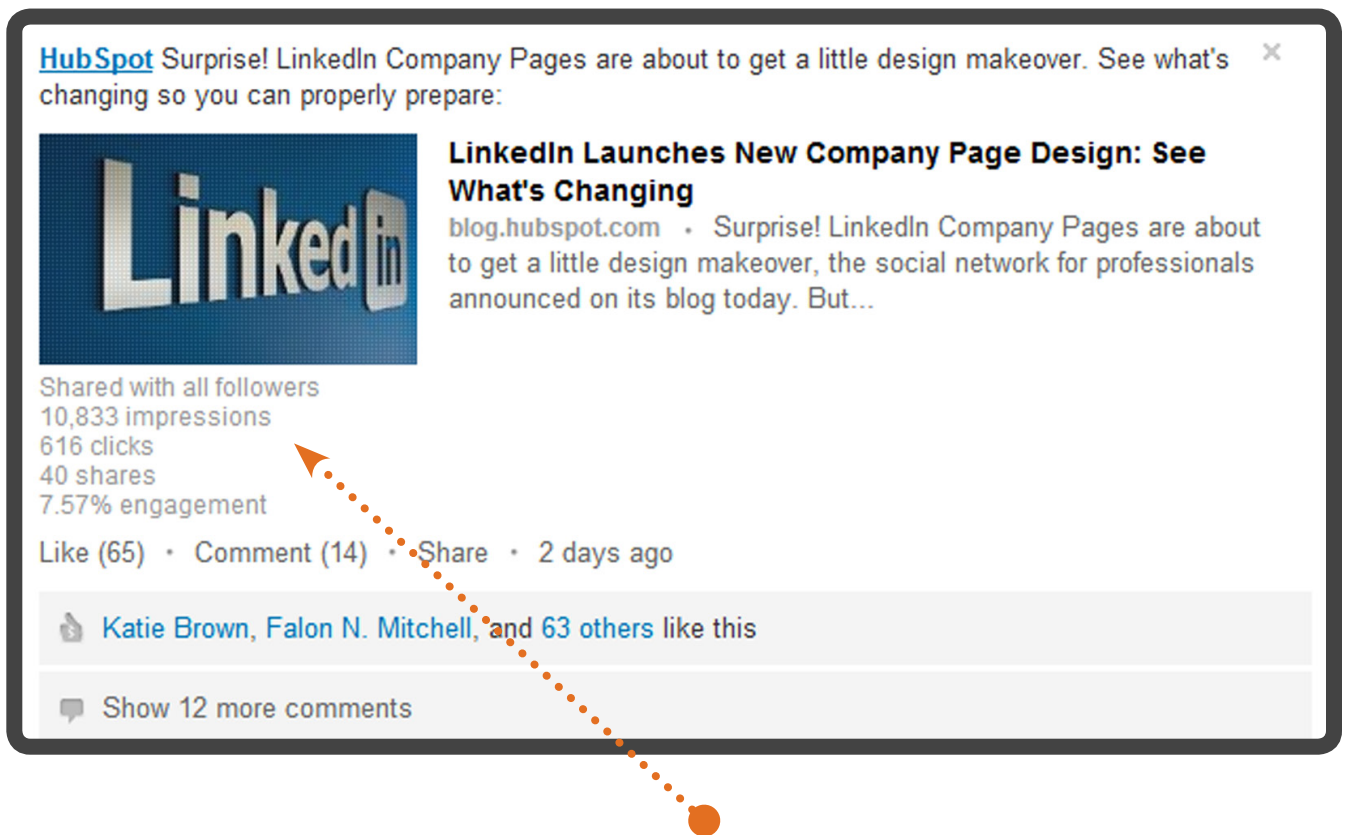 HubSpot Surprise! LinkedIn Company Pages are about to get a little design makeover. See what's
changing so you can properly prepare:
Linked in
LinkedIn Launches New Company Page Design: See
What's Changing
blog.hubspot.com • Surprise! LinkedIn Company Pages are about
to get a little design makeover, the social network for professionals
announced on its blog today. But...
Shared with all followers
10,833 impressions
616 clicks
40 shares
7.57% engagement
Like (65) • Comment (14) • Share • 2 days ago
Katie Brown, Falon N. Mitchell, and 63 others like this
Show 12 more comments